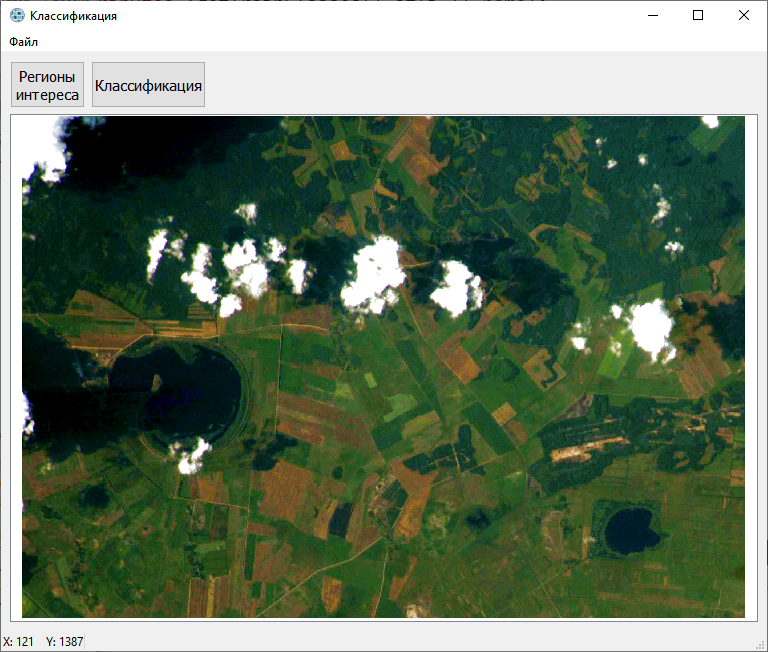 Классификация
Файл
Регионы
интереса
Классификация
X: 121 Y: 1387